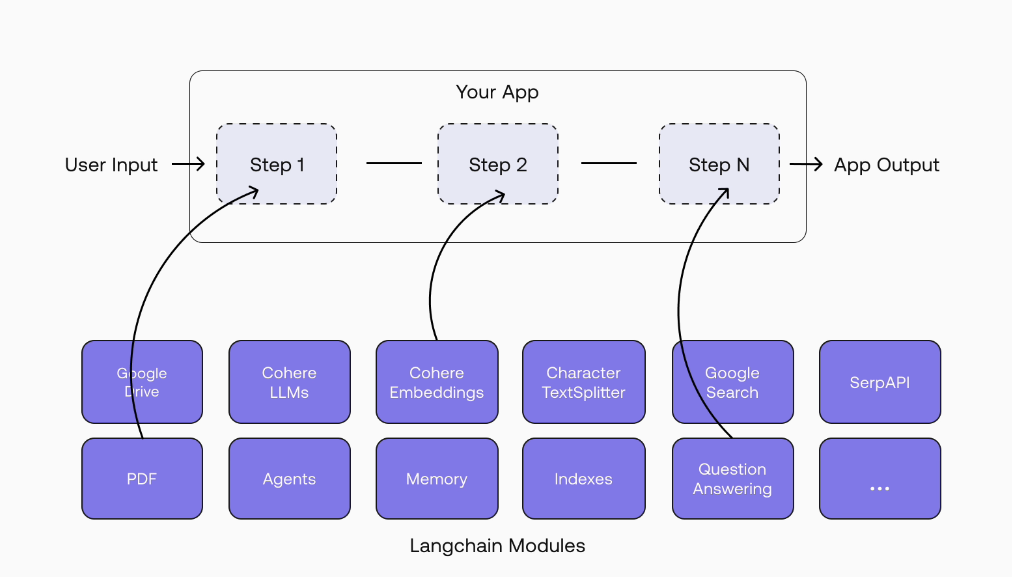 Your App
User Input
Step 1
Step 2
Step N
App Output
Google
Drive
Cohere
LLMs
Cohere
Embeddings
Character
TextSplitter
Google
Search
SerpAPI
PDF
Agents
Memory
Indexes
Question
Answering
...
Langchain Modules